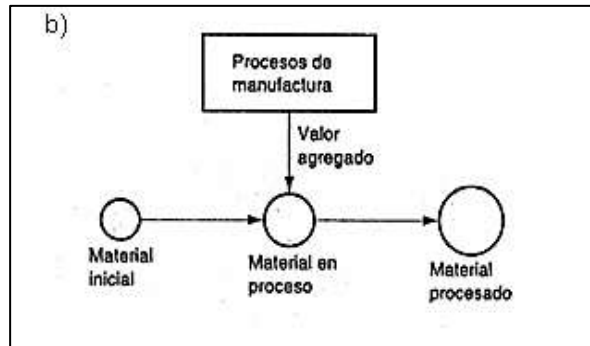 b)
Procesos de
manufactura
Valor
agregado
Material
inicial
Material en
proceso
Material
procesado